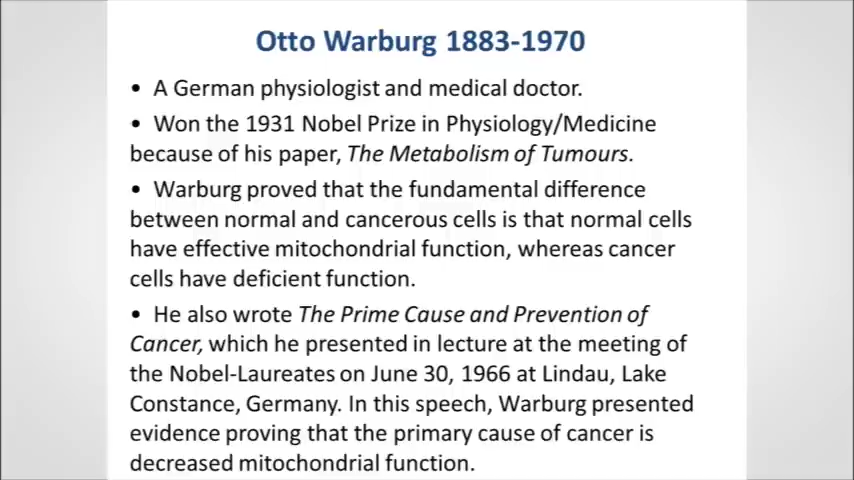 Otto Warburg 1883-1970
• A German physiologist and medical doctor.
• Won the 1931 Nobel Prize in Physiology/Medicine
because of his paper, The Metabolism of Tumours.
• Warburg proved that the fundamental difference
between normal and cancerous cells is that normal cells
have effective mitochondrial function, whereas cancer
cells have deficient function.
• He also wrote The Prime Cause and Prevention of
Cancer, which he presented in lecture at the meeting of
the Nobel-Laureates on June 30, 1966 at Lindau, Lake
Constance, Germany. In this speech, Warburg presented
evidence proving that the primary cause of cancer is
decreased mitochondrial function.